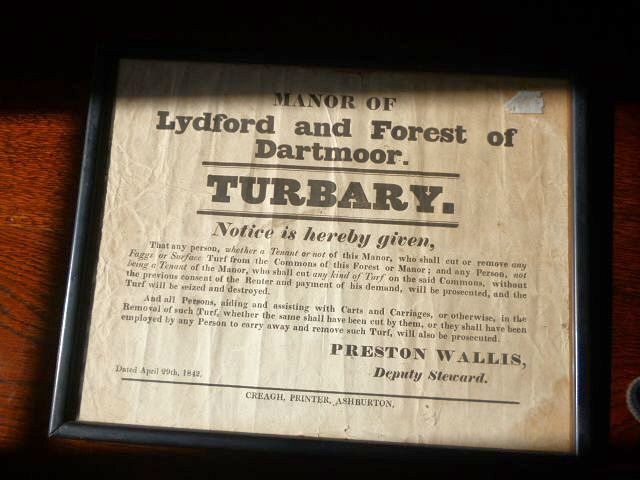 MANOR OF
Lydford and Forest of
Dartmoor.
TURBARY.
Notice is hereby given,
That any person, whether a Tenant or not of this Manor, who shall cut or remove any
Faggs or Surface Turf from the Commons of this Forest or Manor; and any Person, not
being a Tenant of the Manor, who shall cut any kind of Turf on the said Commons, without
the previous consent of the Renter and payment of his demand, will be prosecuted, and the
Turf will be seized and destroyed.
And all Persons, aiding and assisting with Carts and Carriages, or otherwise, in the
Removal of such Turf, whether the same shall have been cut by them, or they shall have been
employed by any Person to carry away and remove such Turf, will also be prosecuted.
PRESTON WALLIS,
Deputy Steward.
Dated April 29th, 1842.
CREAGH, PRINTER, ASHBURTON.